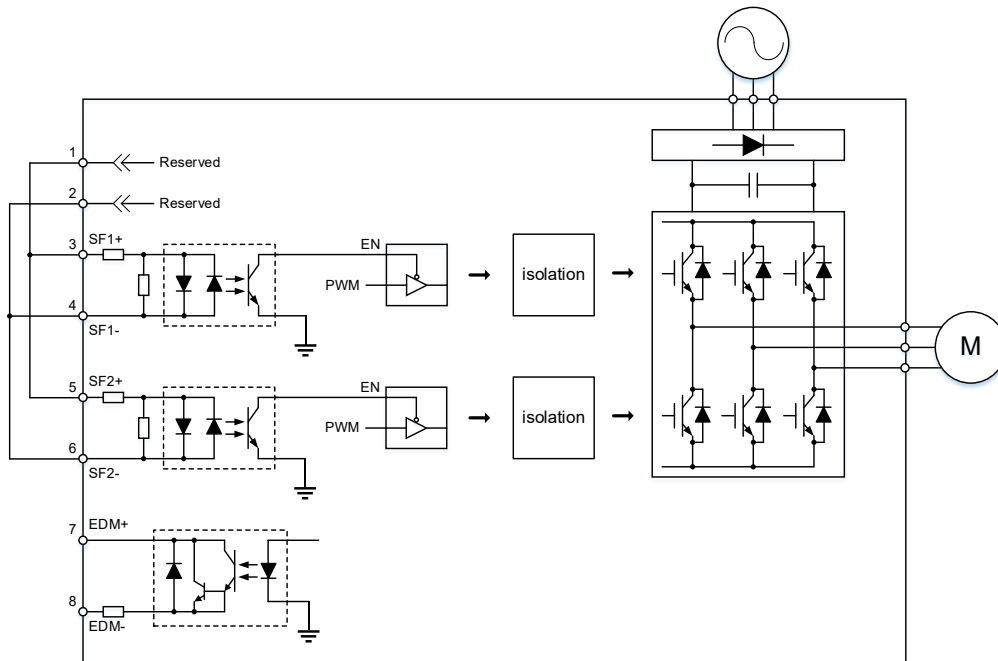 1
Reserved
2
Reserved
3
SF1+
EN
PWM
isolation
4
SF1-
M
5
SF2+
EN
PWM
isolation
6
SF2-
7
EDM+
8
EDM-